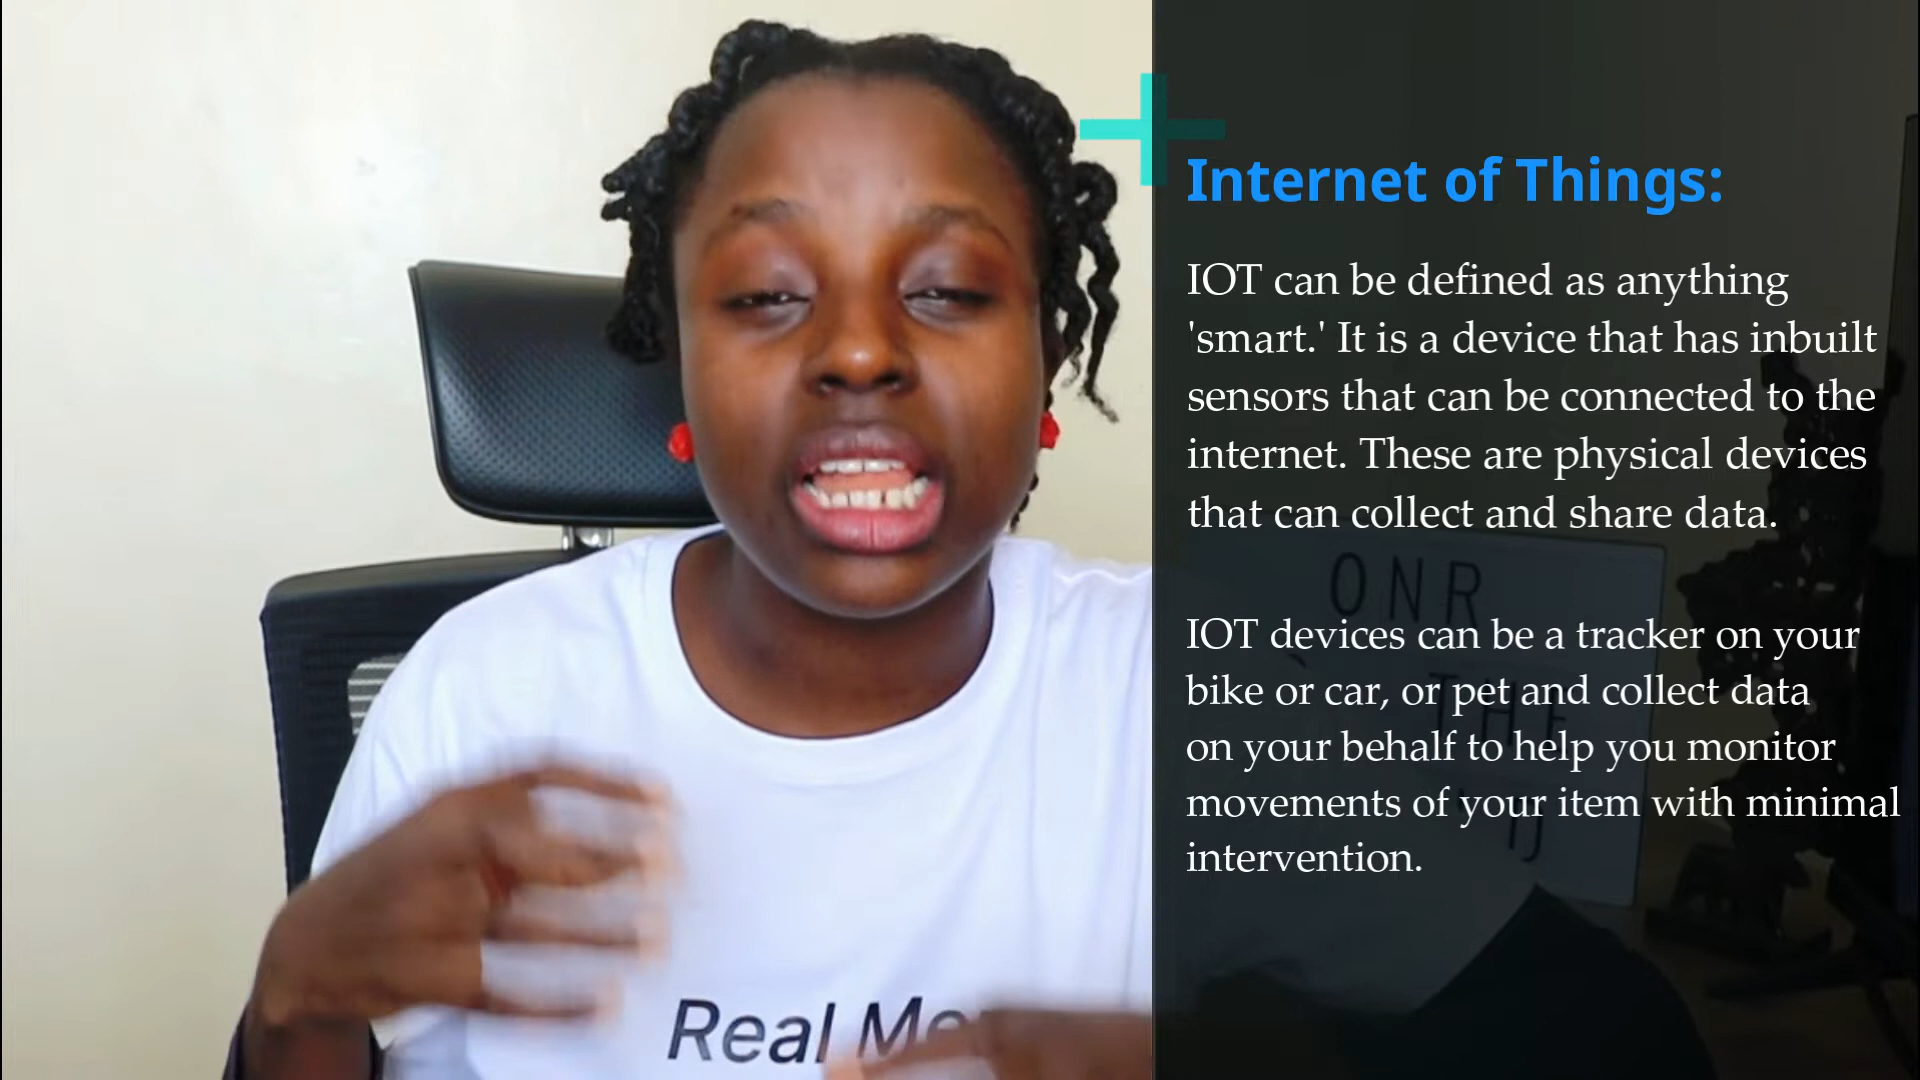 Internet of Things:
IOT can be defined as anything
'smart.' It is a device that has inbuilt
sensors that can be connected to the
internet. These are physical devices
that can collect and share data.
ONR
IOT devices can be a tracker on your
bike or car, or pet and collect data
THE
on your behalf to help you monitor
movements of your item with minimal
intervention.
Real